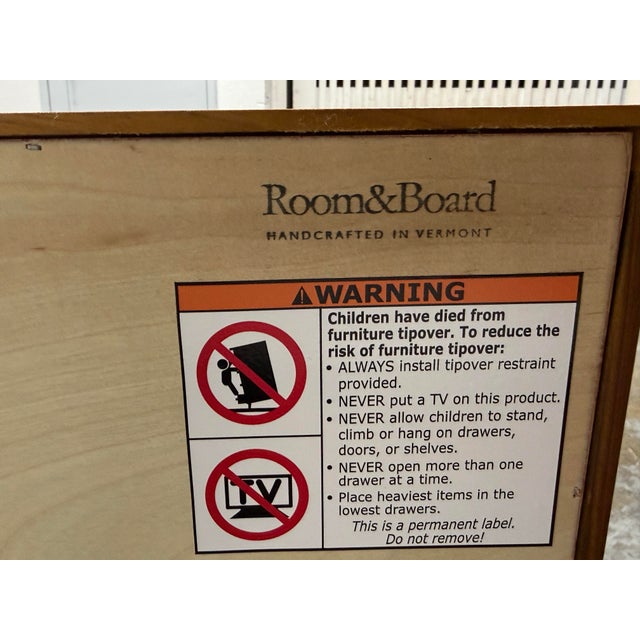 Room&Board
HANDCRAFTED IN VERMONT
⚠WARNING
Children have died from
furniture tipover. To reduce the
risk of furniture tipover:
• ALWAYS install tipover restraint
provided.
• NEVER put a TV on this product.
• NEVER allow children to stand,
climb or hang on drawers,
doors, or shelves.
• NEVER open more than one
drawer at a time.
• Place heaviest items in the
lowest drawers.
This is a permanent label.
Do not remove!
TV